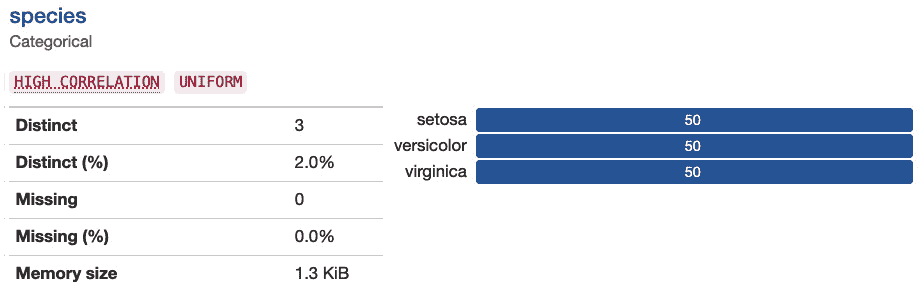 species
Categorical
HIGH CORRELATION UNIFORM
Distinct 3
Distinct (%) 2.0%
Missing 0
Missing (%) 0.0%
Memory size 1.3 KiB
setosa 50
versicolor 50
virginica 50